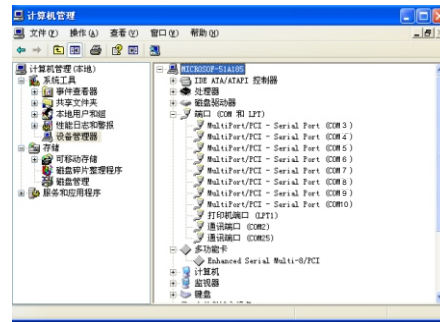 计算机管理
文件(F) 操作(A) 查看(V) 窗口(W) 帮助(H)
计算机管理(本地)
系统工具
事件查看器
共享文件夹
本地用户和组
性能日志和警报
设备管理器
存储
可移动存储
磁盘碎片整理程序
磁盘管理
服务和应用程序
MICROSOF-51A185
IDE ATA/ATAPI 控制器
处理器
磁盘驱动器
端口 (COM 和 LPT)
MultiPort/PCI - Serial Port (COM3)
MultiPort/PCI - Serial Port (COM4)
MultiPort/PCI - Serial Port (COM5)
MultiPort/PCI - Serial Port (COM6)
MultiPort/PCI - Serial Port (COM7)
MultiPort/PCI - Serial Port (COM8)
MultiPort/PCI - Serial Port (COM9)
MultiPort/PCI - Serial Port (COM10)
打印机端口 (LPT1)
通讯端口 (COM2)
通讯端口 (COM25)
多功能卡
Enhanced Serial Multi-8/PCI
计算机
监视器
键盘